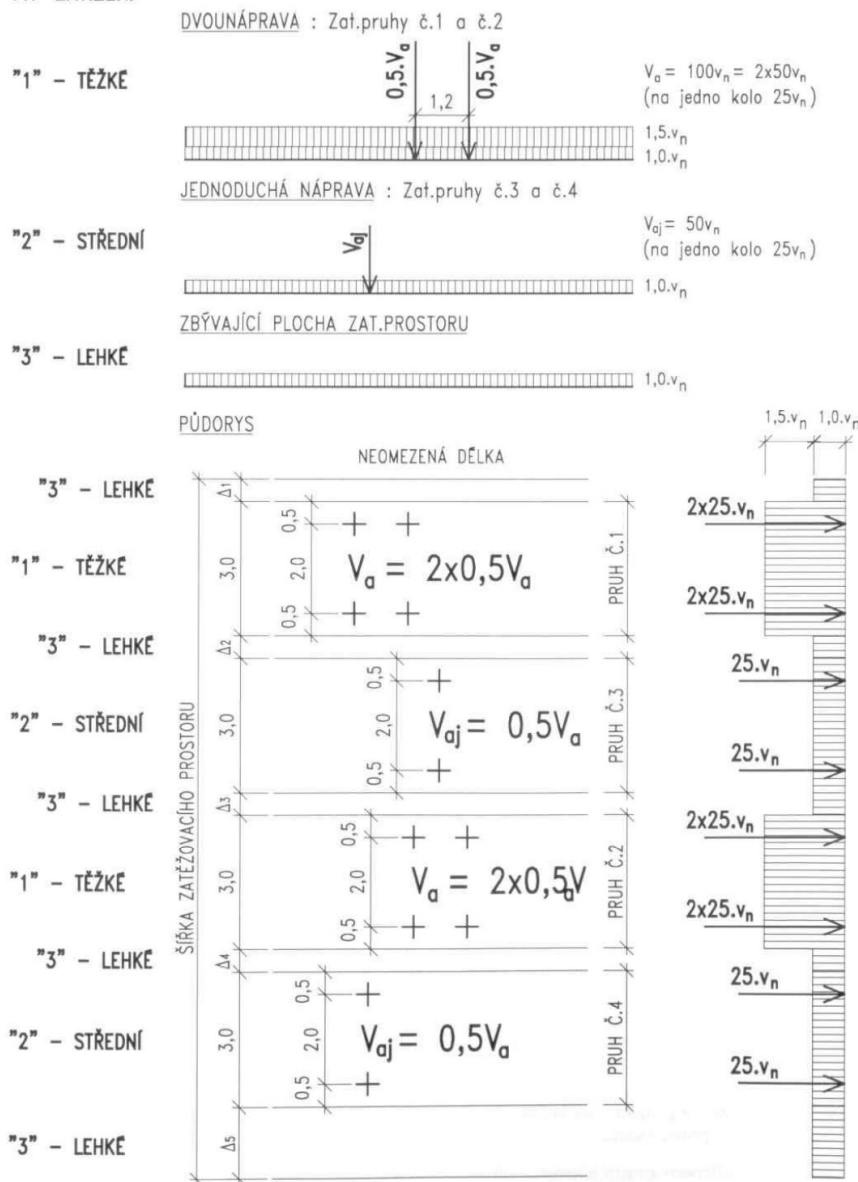 DVOUNÁPRAVA : Zat.pruhy č.1 a č.2
"1" – TĚŽKÉ
0,5.Va
0,5.Va
1,2
Va = 100vn = 2x50vn
(na jedno kolo 25vn)
1,5.vn
1,0.vn
JEDNODUCHÁ NÁPRAVA : Zat.pruhy č.3 a č.4
"2" – STŘEDNÍ
Vaj
Vaj = 50vn
(na jedno kolo 25vn)
1,0.vn
ZBÝVAJÍCÍ PLOCHA ZAT.PROSTORU
"3" – LEHKÉ
1,0.vn
PŮDORYS
NEOMEZENÁ DÉLKA
1,5.vn 1,0.vn
ŠÍŘKA ZATĚŽOVACÍHO PROSTORU
"3" – LEHKÉ
Δ1
"1" – TĚŽKÉ
3,0
0,5
2,0
0,5
Va = 2x0,5Va
PRUH Č.1
2x25.vn
2x25.vn
"3" – LEHKÉ
Δ2
"2" – STŘEDNÍ
3,0
0,5
2,0
0,5
Vaj = 0,5Va
PRUH Č.3
25.vn
25.vn
"3" – LEHKÉ
Δ3
"1" – TĚŽKÉ
3,0
0,5
2,0
0,5
Va = 2x0,5Va
PRUH Č.2
2x25.vn
2x25.vn
"3" – LEHKÉ
Δ4
"2" – STŘEDNÍ
3,0
0,5
2,0
0,5
Vaj = 0,5Va
PRUH Č.4
25.vn
25.vn
"3" – LEHKÉ
Δ5